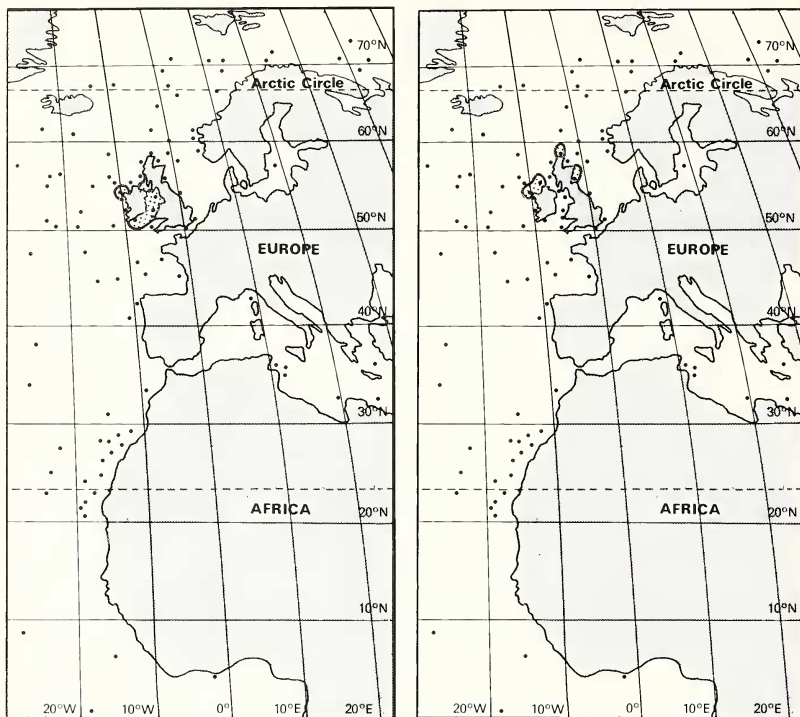 70°N
Arctic Circle
60°N
50°N
EUROPE
40°N
30°N
AFRICA
20°N
10°N
20°W
10°W
0°
10°E
20°E
70°N
Arctic Circle
60°N
50°N
EUROPE
40°N
30°N
AFRICA
20°N
10°N
20°W
10°W
0°
10°E
20°E